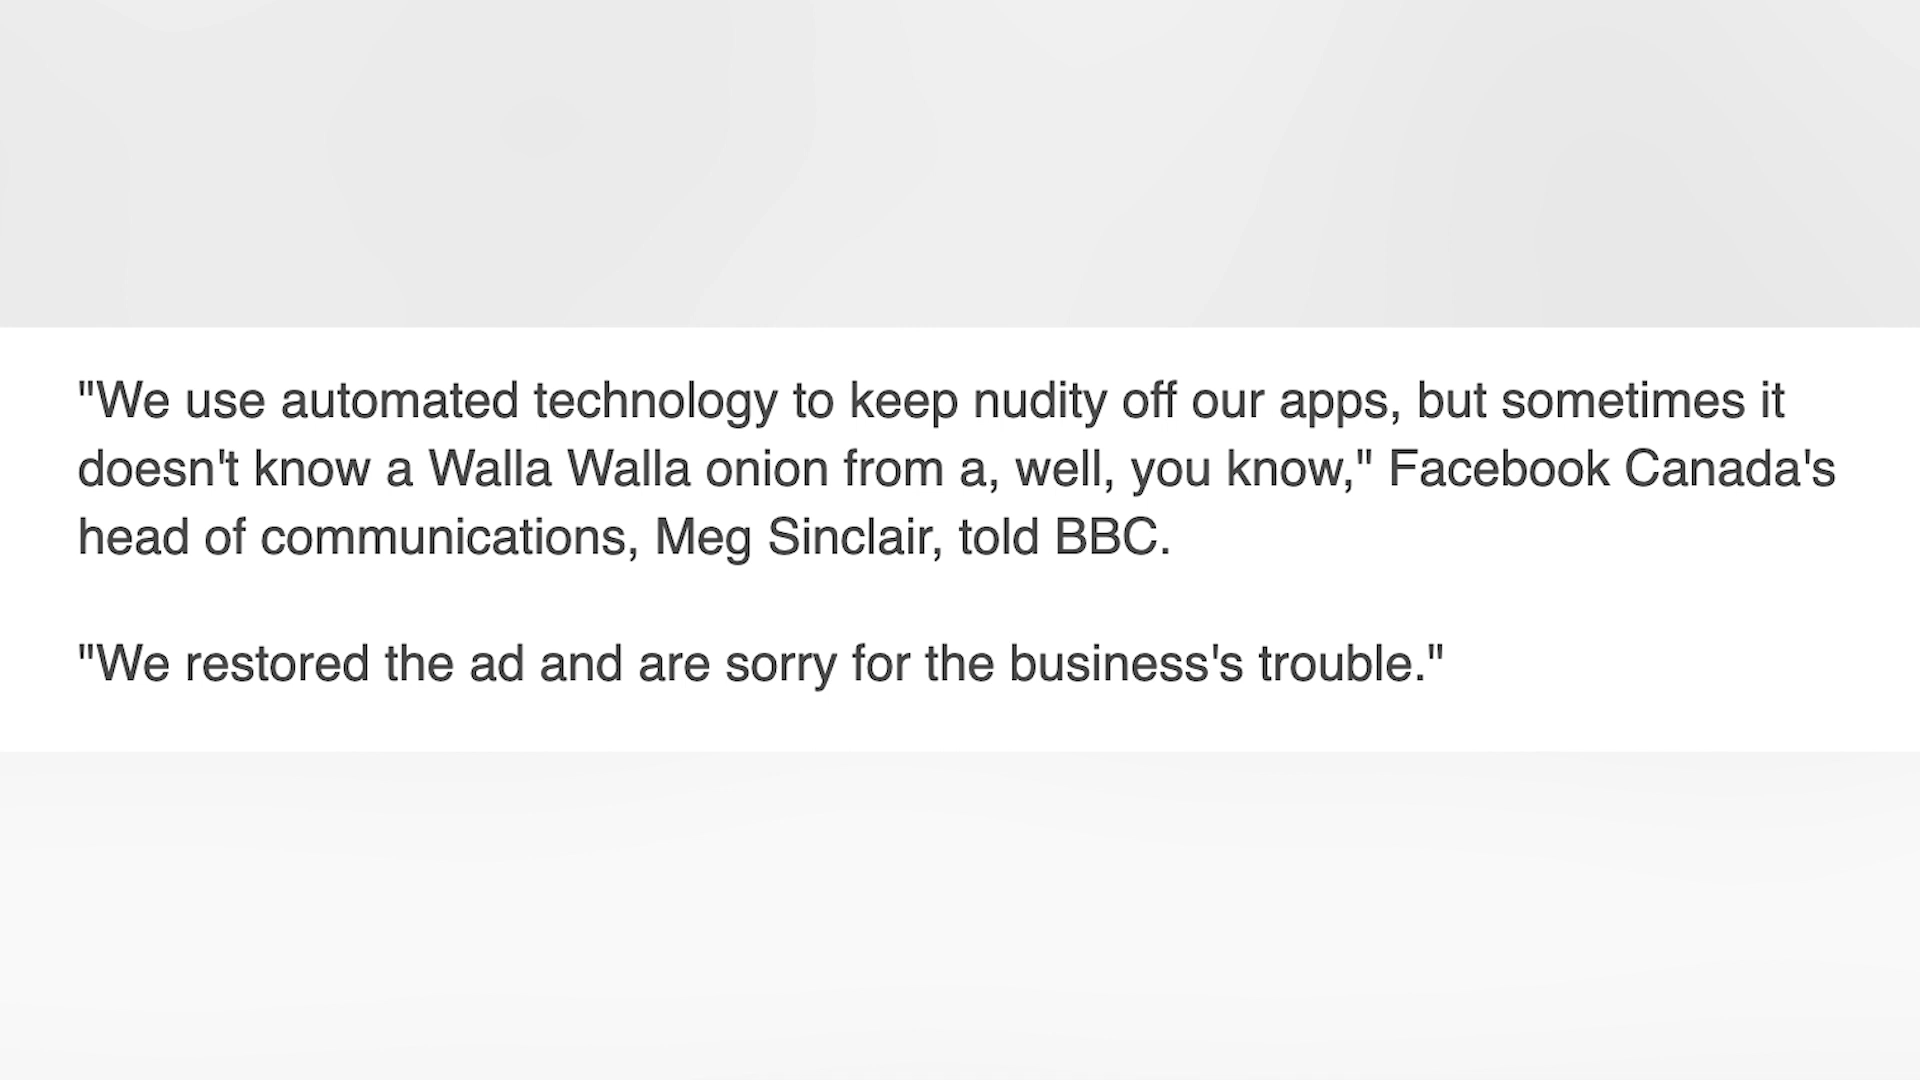 "We use automated technology to keep nudity off our apps, but sometimes it
doesn't know a Walla Walla onion from a, well, you know," Facebook Canada's
head of communications, Meg Sinclair, told BBC.
"We restored the ad and are sorry for the business's trouble."